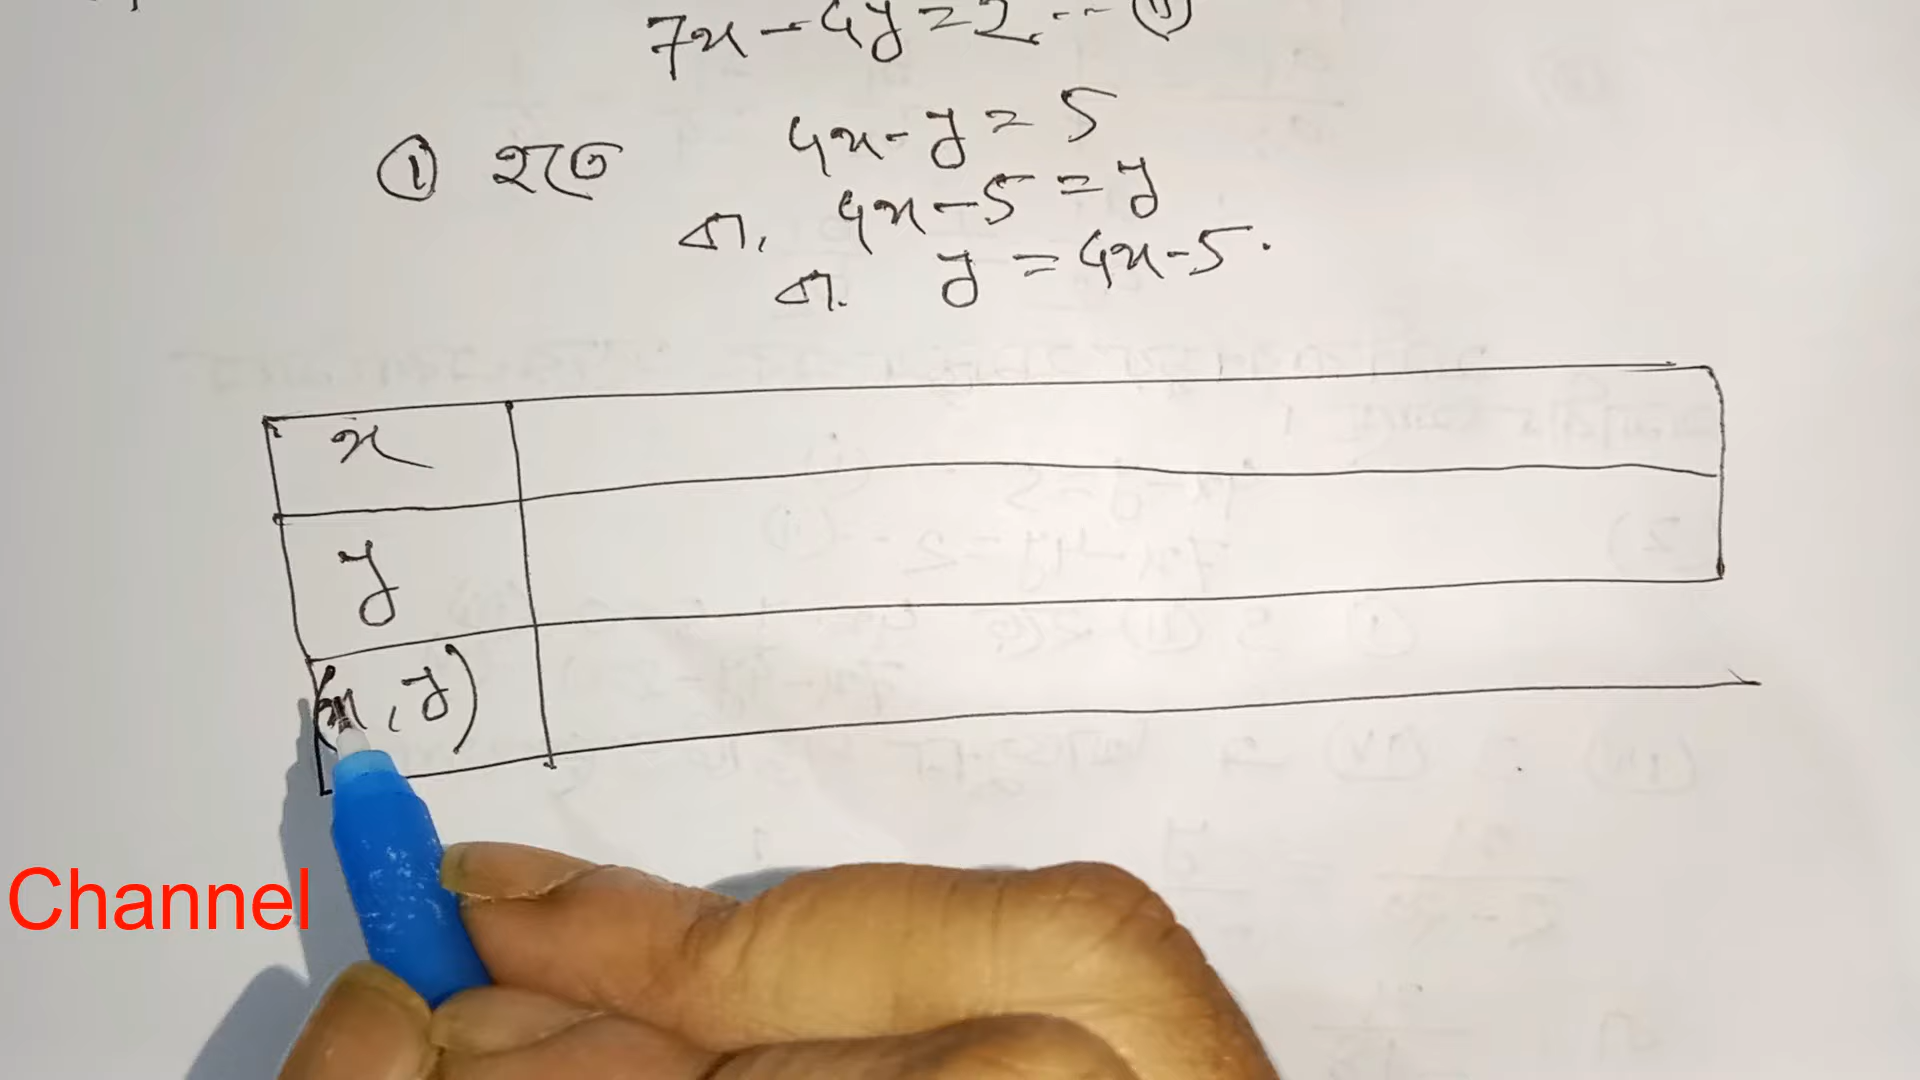 7x - 4y = 2 -- (ii)
4x - y = 5
(i) হতে
বা, 4x - 5 = y
বা. y = 4x - 5.
x
y
(x, y)
Channel